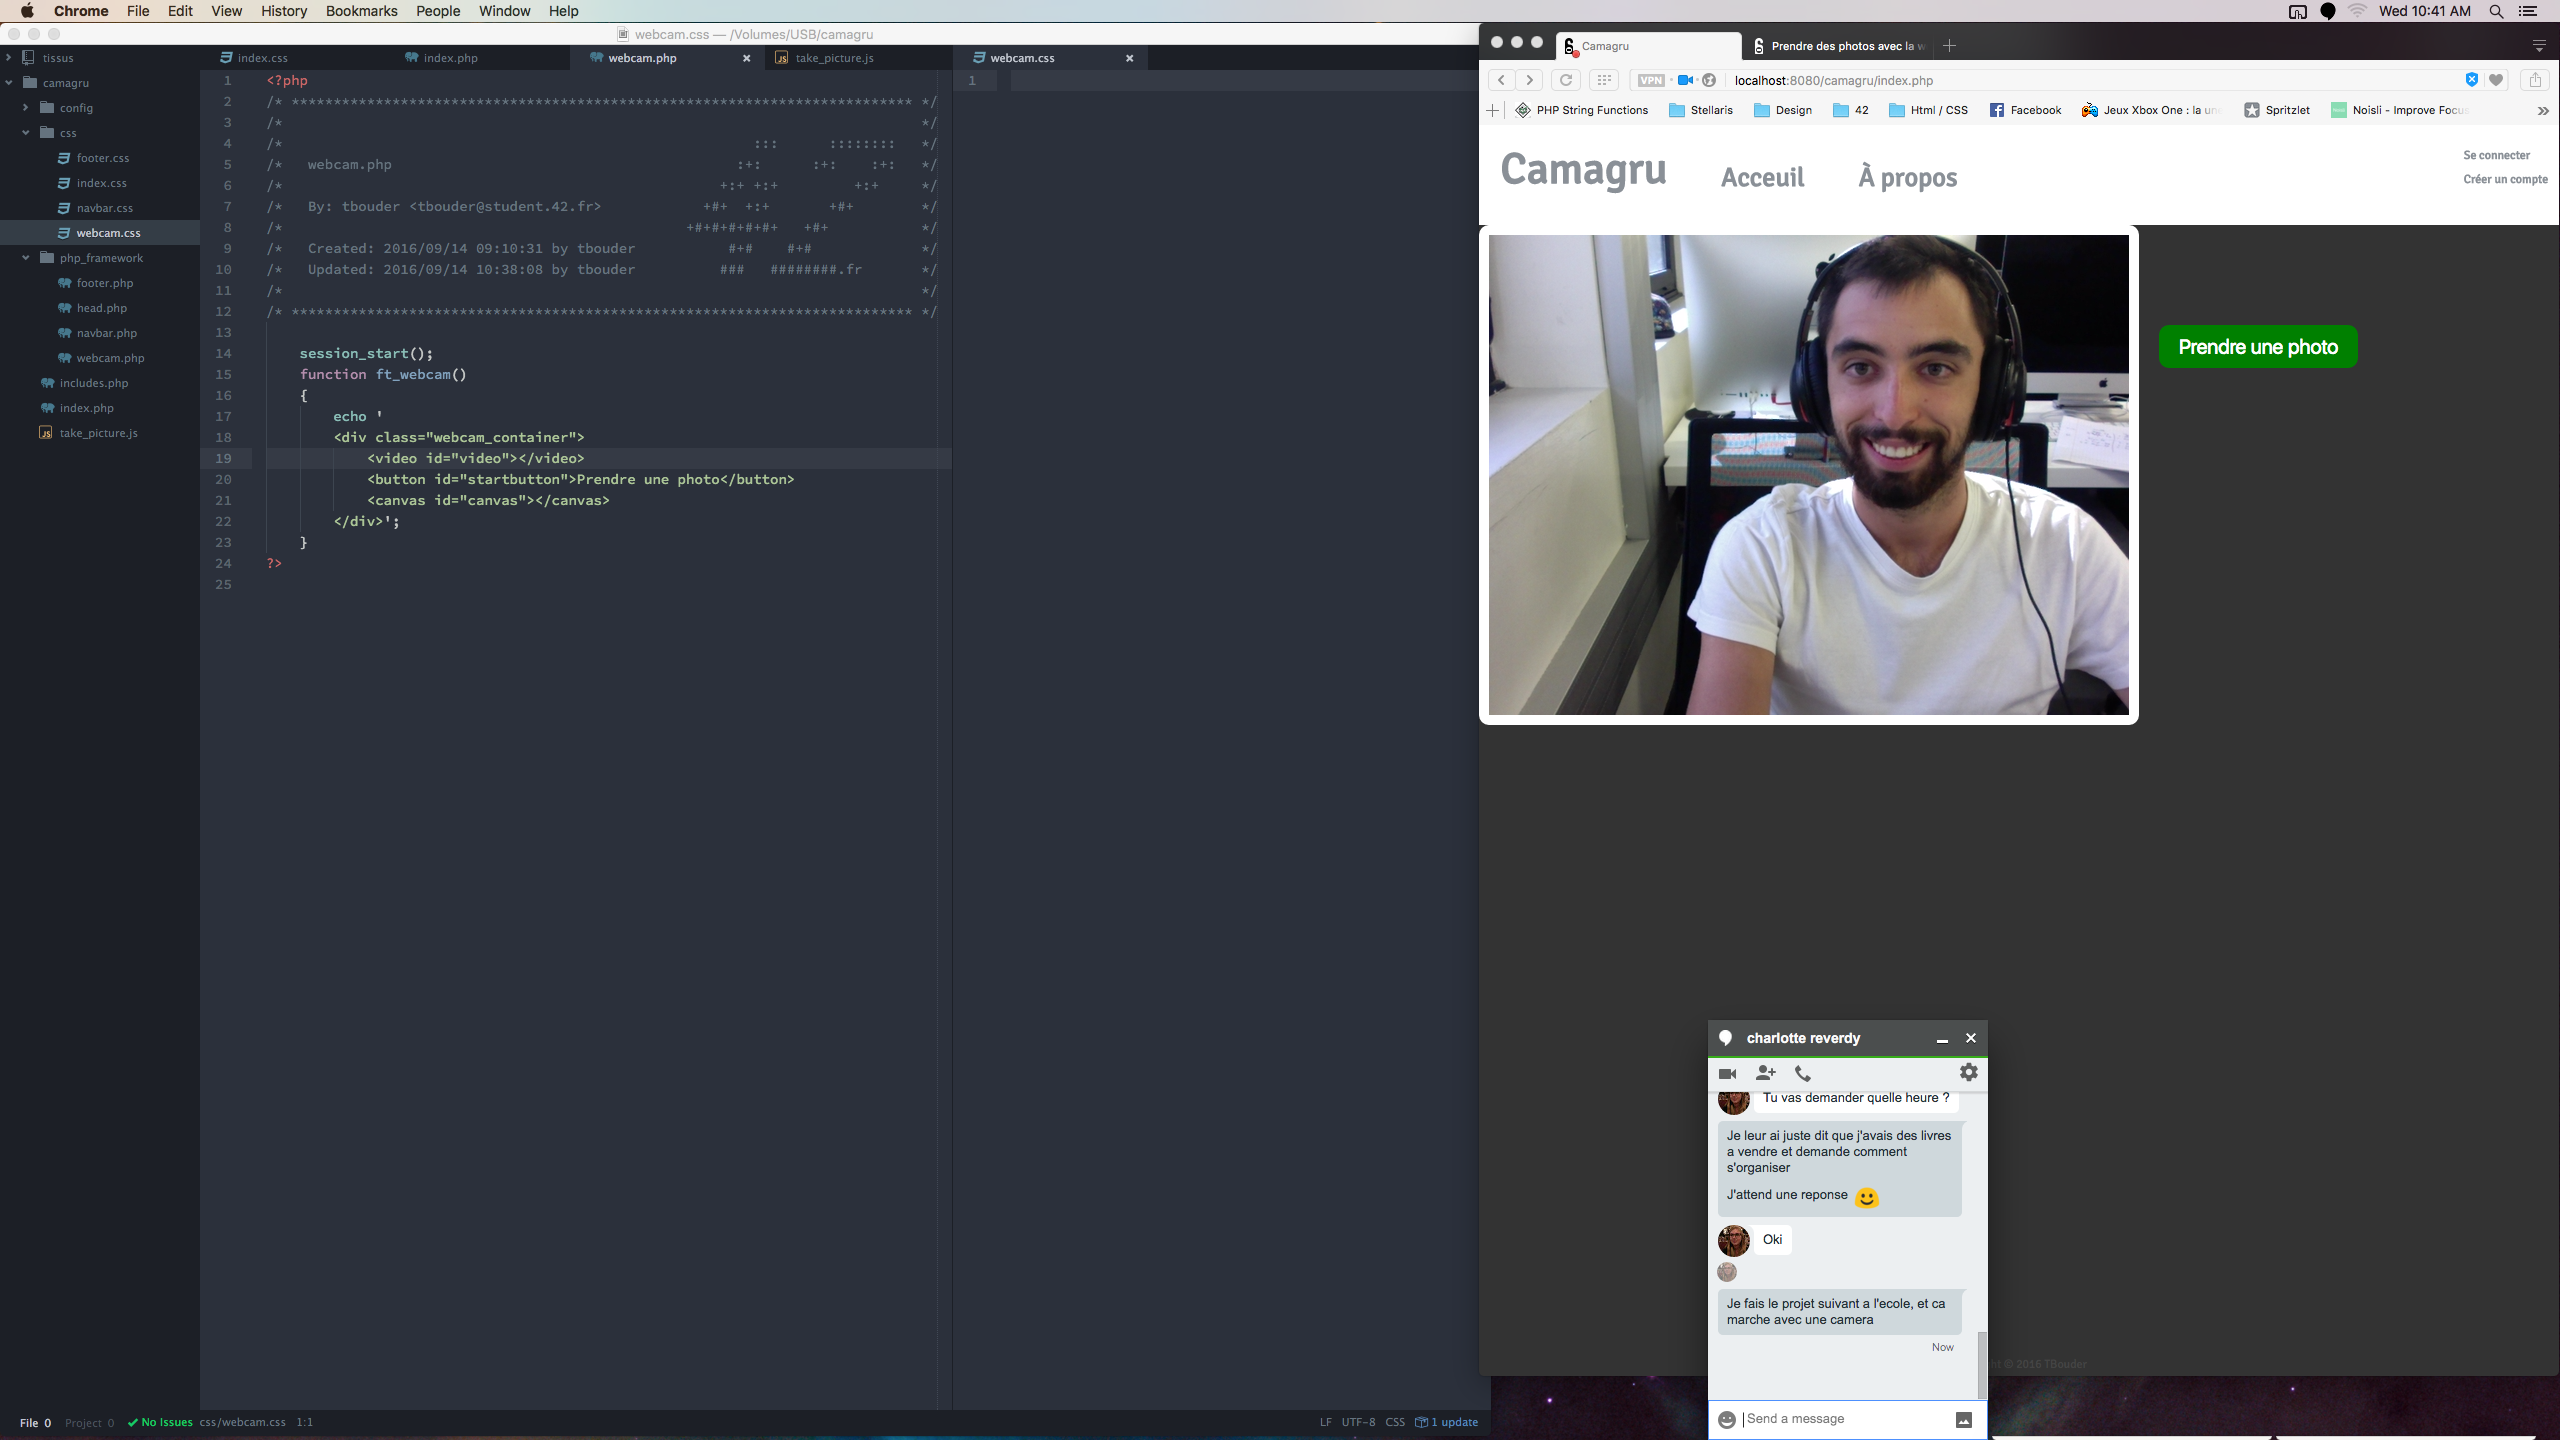 Chrome File Edit View History Bookmarks People Window Help
Wed 10:41 AM
webcam.css — /Volumes/USB/camagru
tissus
camagru
config
css
footer.css
index.css
navbar.css
webcam.css
php_framework
footer.php
head.php
navbar.php
webcam.php
includes.php
index.php
take_picture.js
index.css index.php webcam.php take_picture.js
1 <?php
2 /* ************************************************************************** */
3 /* */
4 /* ::: :::::::: */
5 /* webcam.php :+: :+: :+: */
6 /* +:+ +:+ +:+ */
7 /* By: tbouder <tbouder@student.42.fr> +#+ +:+ +#+ */
8 /* +#+#+#+#+#+ +#+ */
9 /* Created: 2016/09/14 09:10:31 by tbouder #+# #+# */
10 /* Updated: 2016/09/14 10:38:08 by tbouder ### ########.fr */
11 /* */
12 /* ************************************************************************** */
13
14 session_start();
15 function ft_webcam()
16 {
17 echo '
18 <div class="webcam_container">
19 <video id="video"></video>
20 <button id="startbutton">Prendre une photo</button>
21 <canvas id="canvas"></canvas>
22 </div>';
23 }
24 ?>
25
webcam.css
1
File 0 Project 0 No Issues css/webcam.css 1:1
LF UTF-8 CSS 1 update
Camagru
Prendre des photos avec la w
VPN
localhost:8080/camagru/index.php
PHP String Functions Stellaris Design 42 Html / CSS Facebook Jeux Xbox One : la une Spritzlet Noisli - Improve Focus
Camagru Acceuil À propos
Se connecter
Créer un compte
Prendre une photo
charlotte reverdy
Tu vas demander quelle heure ?
Je leur ai juste dit que j'avais des livres
a vendre et demande comment
s'organiser
J'attend une reponse
Oki
Je fais le projet suivant a l'ecole, et ca
marche avec une camera
Now
Send a message
© 2016 TBouder